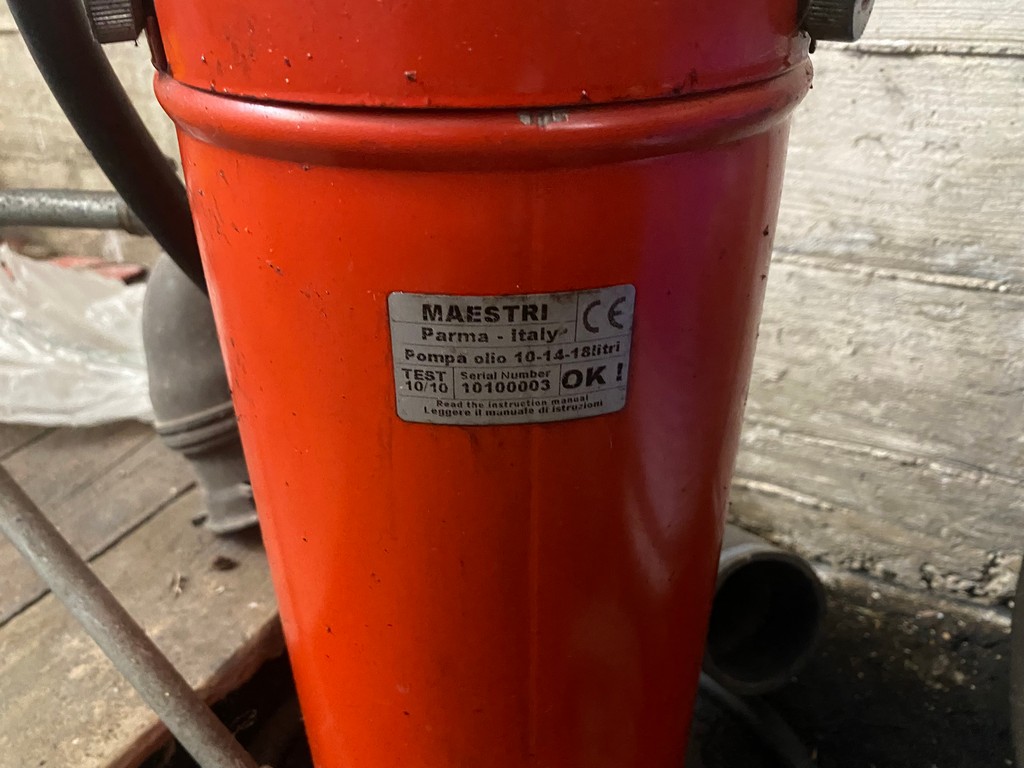 MAESTRI
CE
Parma - Italy
Pompa olio 10-14-18litri
TEST
10/10
Serial Number
10100003
OK !
Read the instruction manual
Leggere il manuale di istruzioni